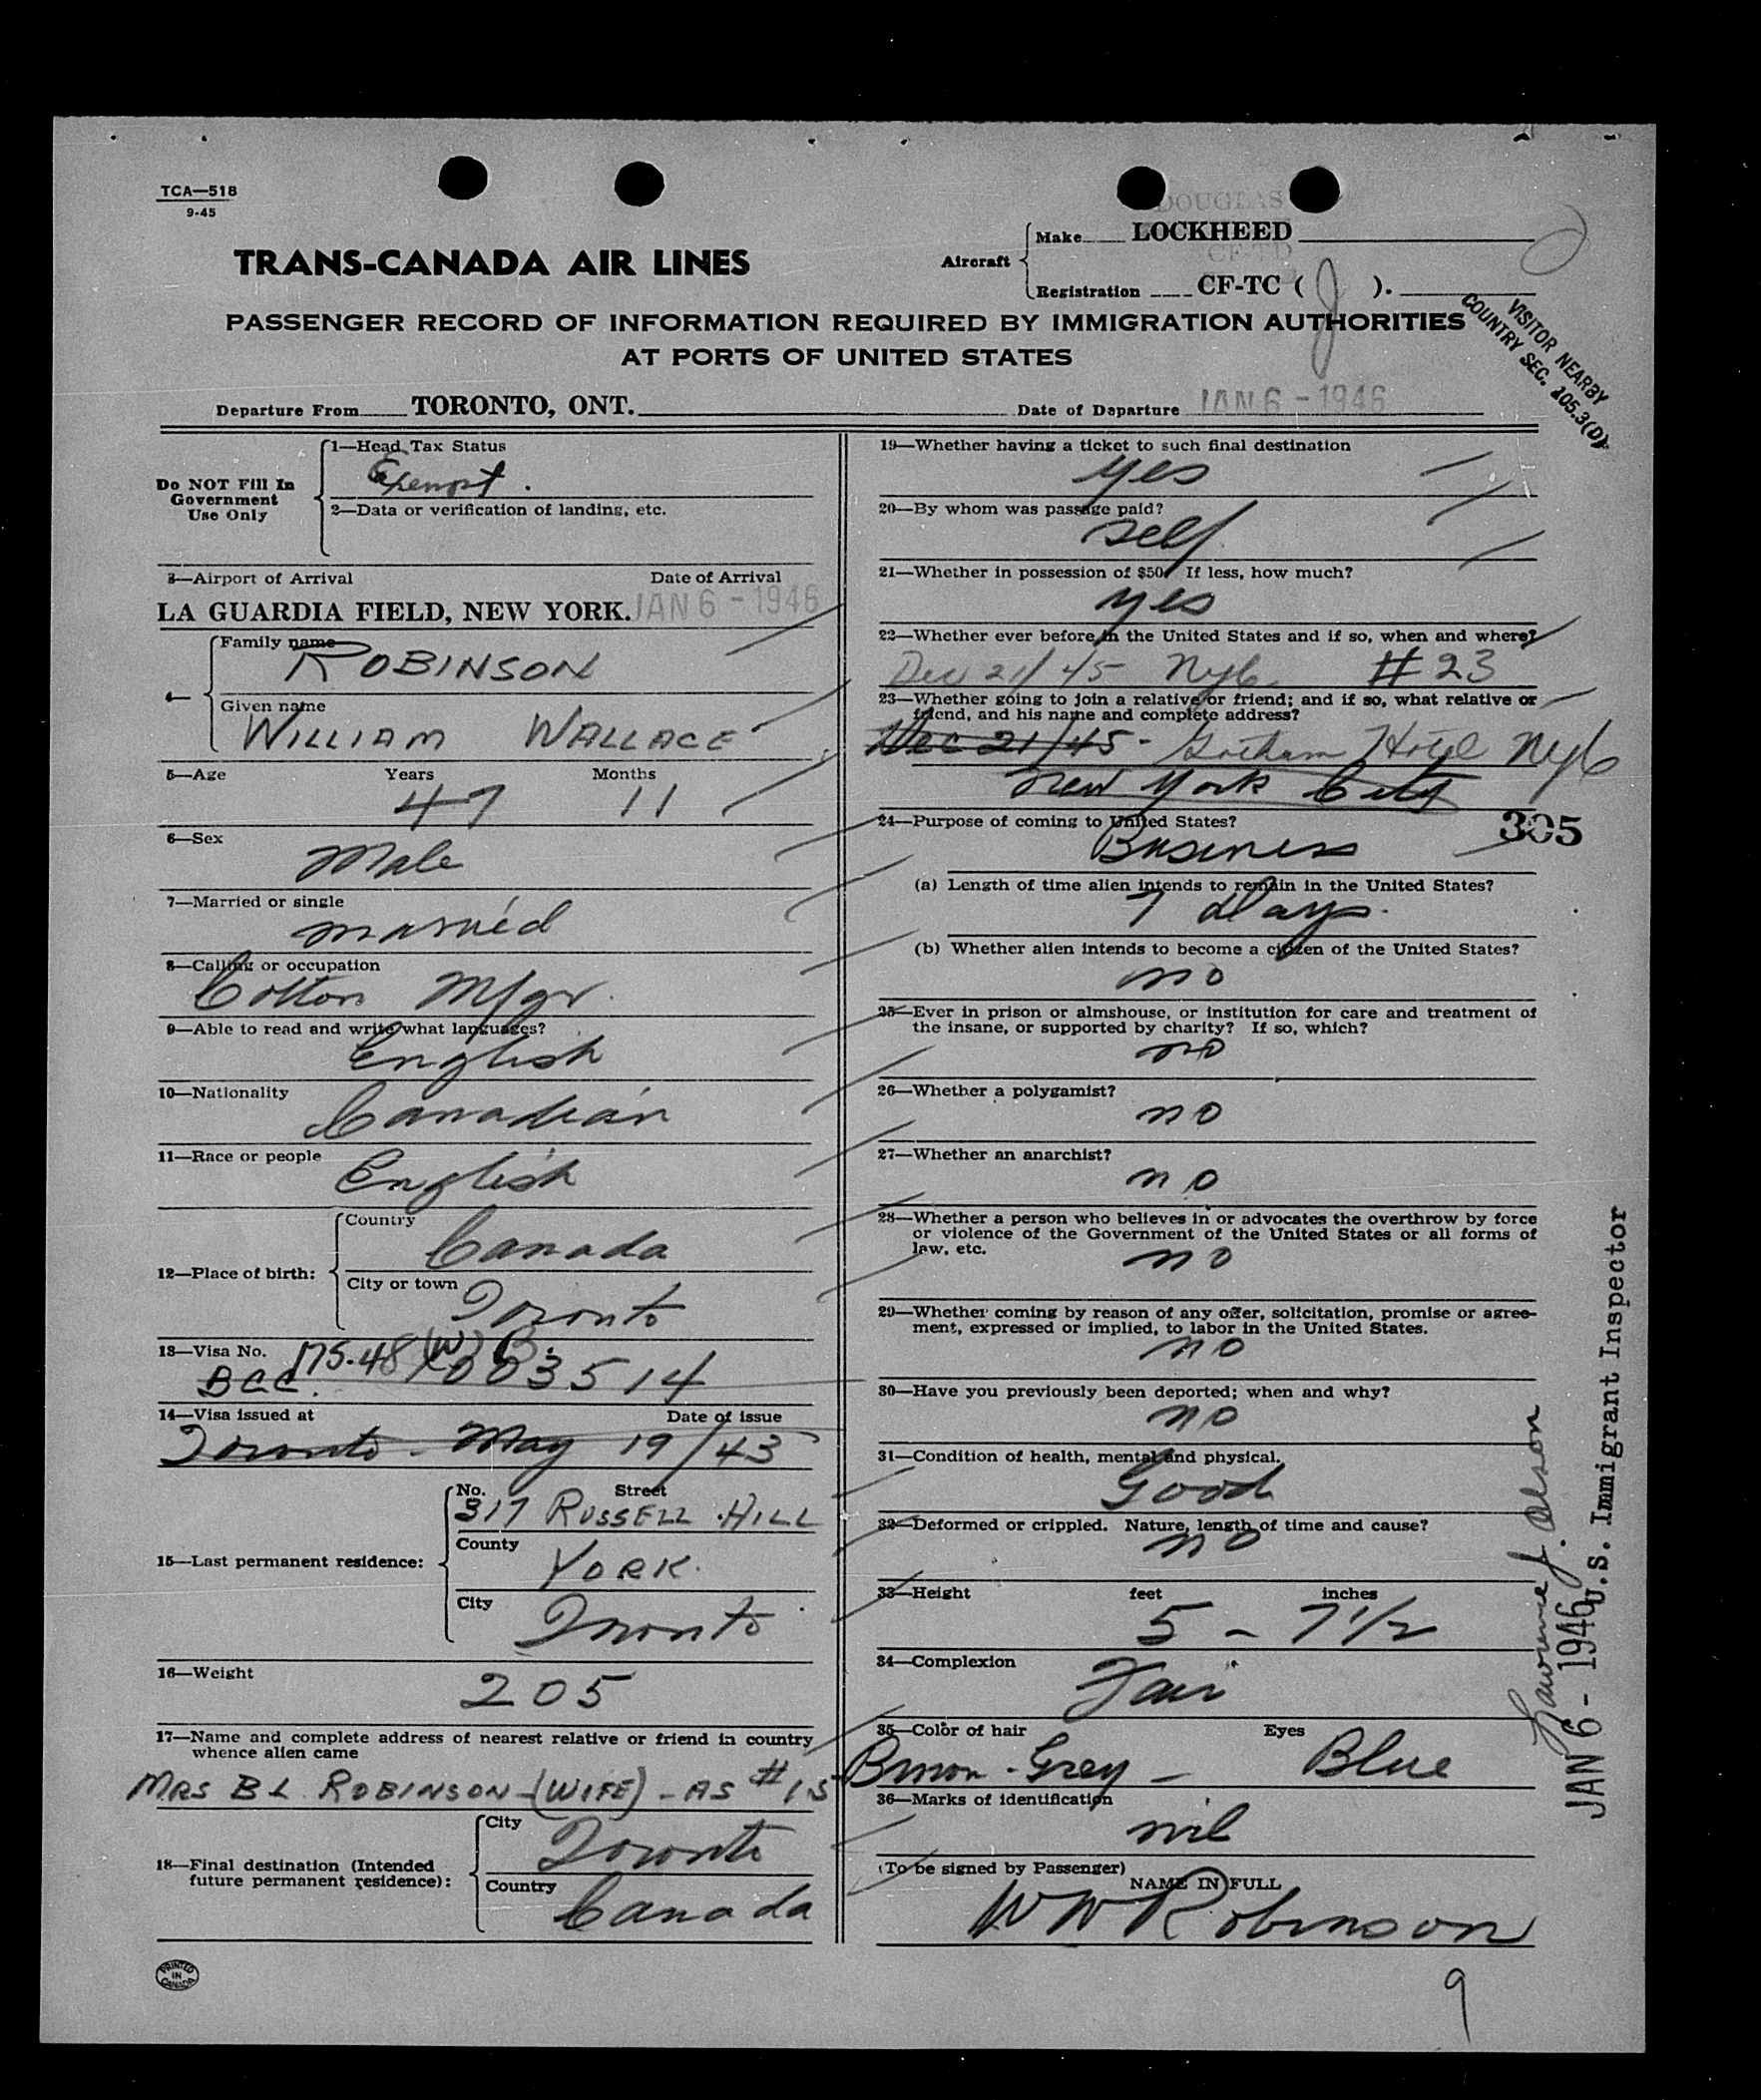 TCA—518
9-45
DOUGLAS
Make LOCKHEED
TRANS-CANADA AIR LINES
Aircraft
CF-TD
Registration CF-TC ( J ).
PASSENGER RECORD OF INFORMATION REQUIRED BY IMMIGRATION AUTHORITIES
AT PORTS OF UNITED STATES
VISITOR NEARBY
COUNTRY SEC. 105.3(D)
Departure From TORONTO, ONT.
Date of Departure JAN 6 - 1946
Do NOT Fill In
Government
Use Only
1—Head Tax Status
Exempt.
2—Data or verification of landing, etc.
3—Airport of Arrival Date of Arrival
LA GUARDIA FIELD, NEW YORK. JAN 6 - 1946
4—
Family name
ROBINSON
Given name
WILLIAM WALLACE
5—Age Years Months
47 11
6—Sex
Male
7—Married or single
married
8—Calling or occupation
Cotton Mfgr.
9—Able to read and write what languages?
English
10—Nationality
Canadian
11—Race or people
English
12—Place of birth:
Country
Canada
City or town
Toronto
13—Visa No. 175.48 (W) B.
BCC. 003514
14—Visa issued at Date of issue
Toronto - May 19/43
15—Last permanent residence:
No. Street
317 RUSSELL HILL
County
YORK.
City
Toronto
16—Weight
205
17—Name and complete address of nearest relative or friend in country
whence alien came
MRS B L ROBINSON - (WIFE) - AS #15
18—Final destination (Intended
future permanent residence):
City
Toronto
Country
Canada
PRINTED
IN
CANADA
19—Whether having a ticket to such final destination
yes
20—By whom was passage paid?
self
21—Whether in possession of $50. If less, how much?
yes
22—Whether ever before in the United States and if so, when and where?
Dec 21/45 Nyc #23
23—Whether going to join a relative or friend; and if so, what relative or
friend, and his name and complete address?
Dec 21/45 - Gotham Hotel Nyc
New York City
24—Purpose of coming to United States?
Business
305
(a) Length of time alien intends to remain in the United States?
7 Days.
(b) Whether alien intends to become a citizen of the United States?
no
25—Ever in prison or almshouse, or institution for care and treatment of
the insane, or supported by charity? If so, which?
no
26—Whether a polygamist?
no
27—Whether an anarchist?
no
28—Whether a person who believes in or advocates the overthrow by force
or violence of the Government of the United States or all forms of
law, etc.
no
29—Whether coming by reason of any offer, solicitation, promise or agree-
ment, expressed or implied, to labor in the United States.
no
30—Have you previously been deported; when and why?
no
31—Condition of health, mental and physical.
Good
32—Deformed or crippled. Nature, length of time and cause?
no
33—Height feet inches
5 - 7 1/2
34—Complexion
Fair
35—Color of hair Eyes
Brown - Grey - Blue
36—Marks of identification
nil
(To be signed by Passenger)
NAME IN FULL
W W Robinson
Lawrence J. Olson
JAN 6 - 1946
U.S. Immigrant Inspector
9